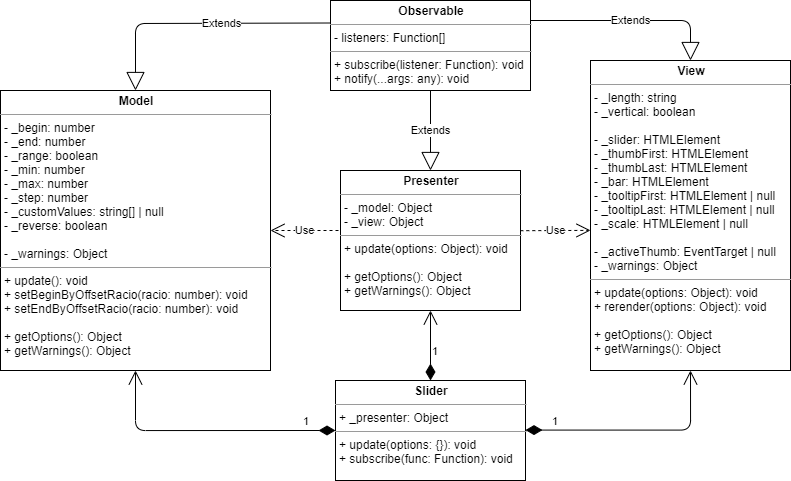 Observable
- listeners: Function[]
+ subscribe(listener: Function): void
+ notify(...args: any): void
Extends
Extends
Extends
Model
- _begin: number
- _end: number
- _range: boolean
- _min: number
- _max: number
- _step: number
- _customValues: string[] | null
- _reverse: boolean
- _warnings: Object
+ update(): void
+ setBeginByOffsetRacio(racio: number): void
+ setEndByOffsetRacio(racio: number): void
+ getOptions(): Object
+ getWarnings(): Object
Use
Presenter
- _model: Object
- _view: Object
+ update(options: Object): void
+ getOptions(): Object
+ getWarnings(): Object
Use
View
- _length: string
- _vertical: boolean
- _slider: HTMLElement
- _thumbFirst: HTMLElement
- _thumbLast: HTMLElement
- _bar: HTMLElement
- _tooltipFirst: HTMLElement | null
- _tooltipLast: HTMLElement | null
- _scale: HTMLElement | null
- _activeThumb: EventTarget | null
- _warnings: Object
+ update(options: Object): void
+ rerender(options: Object): void
+ getOptions(): Object
+ getWarnings(): Object
1
1
1
Slider
+ _presenter: Object
+ update(options: {}): void
+ subscribe(func: Function): void